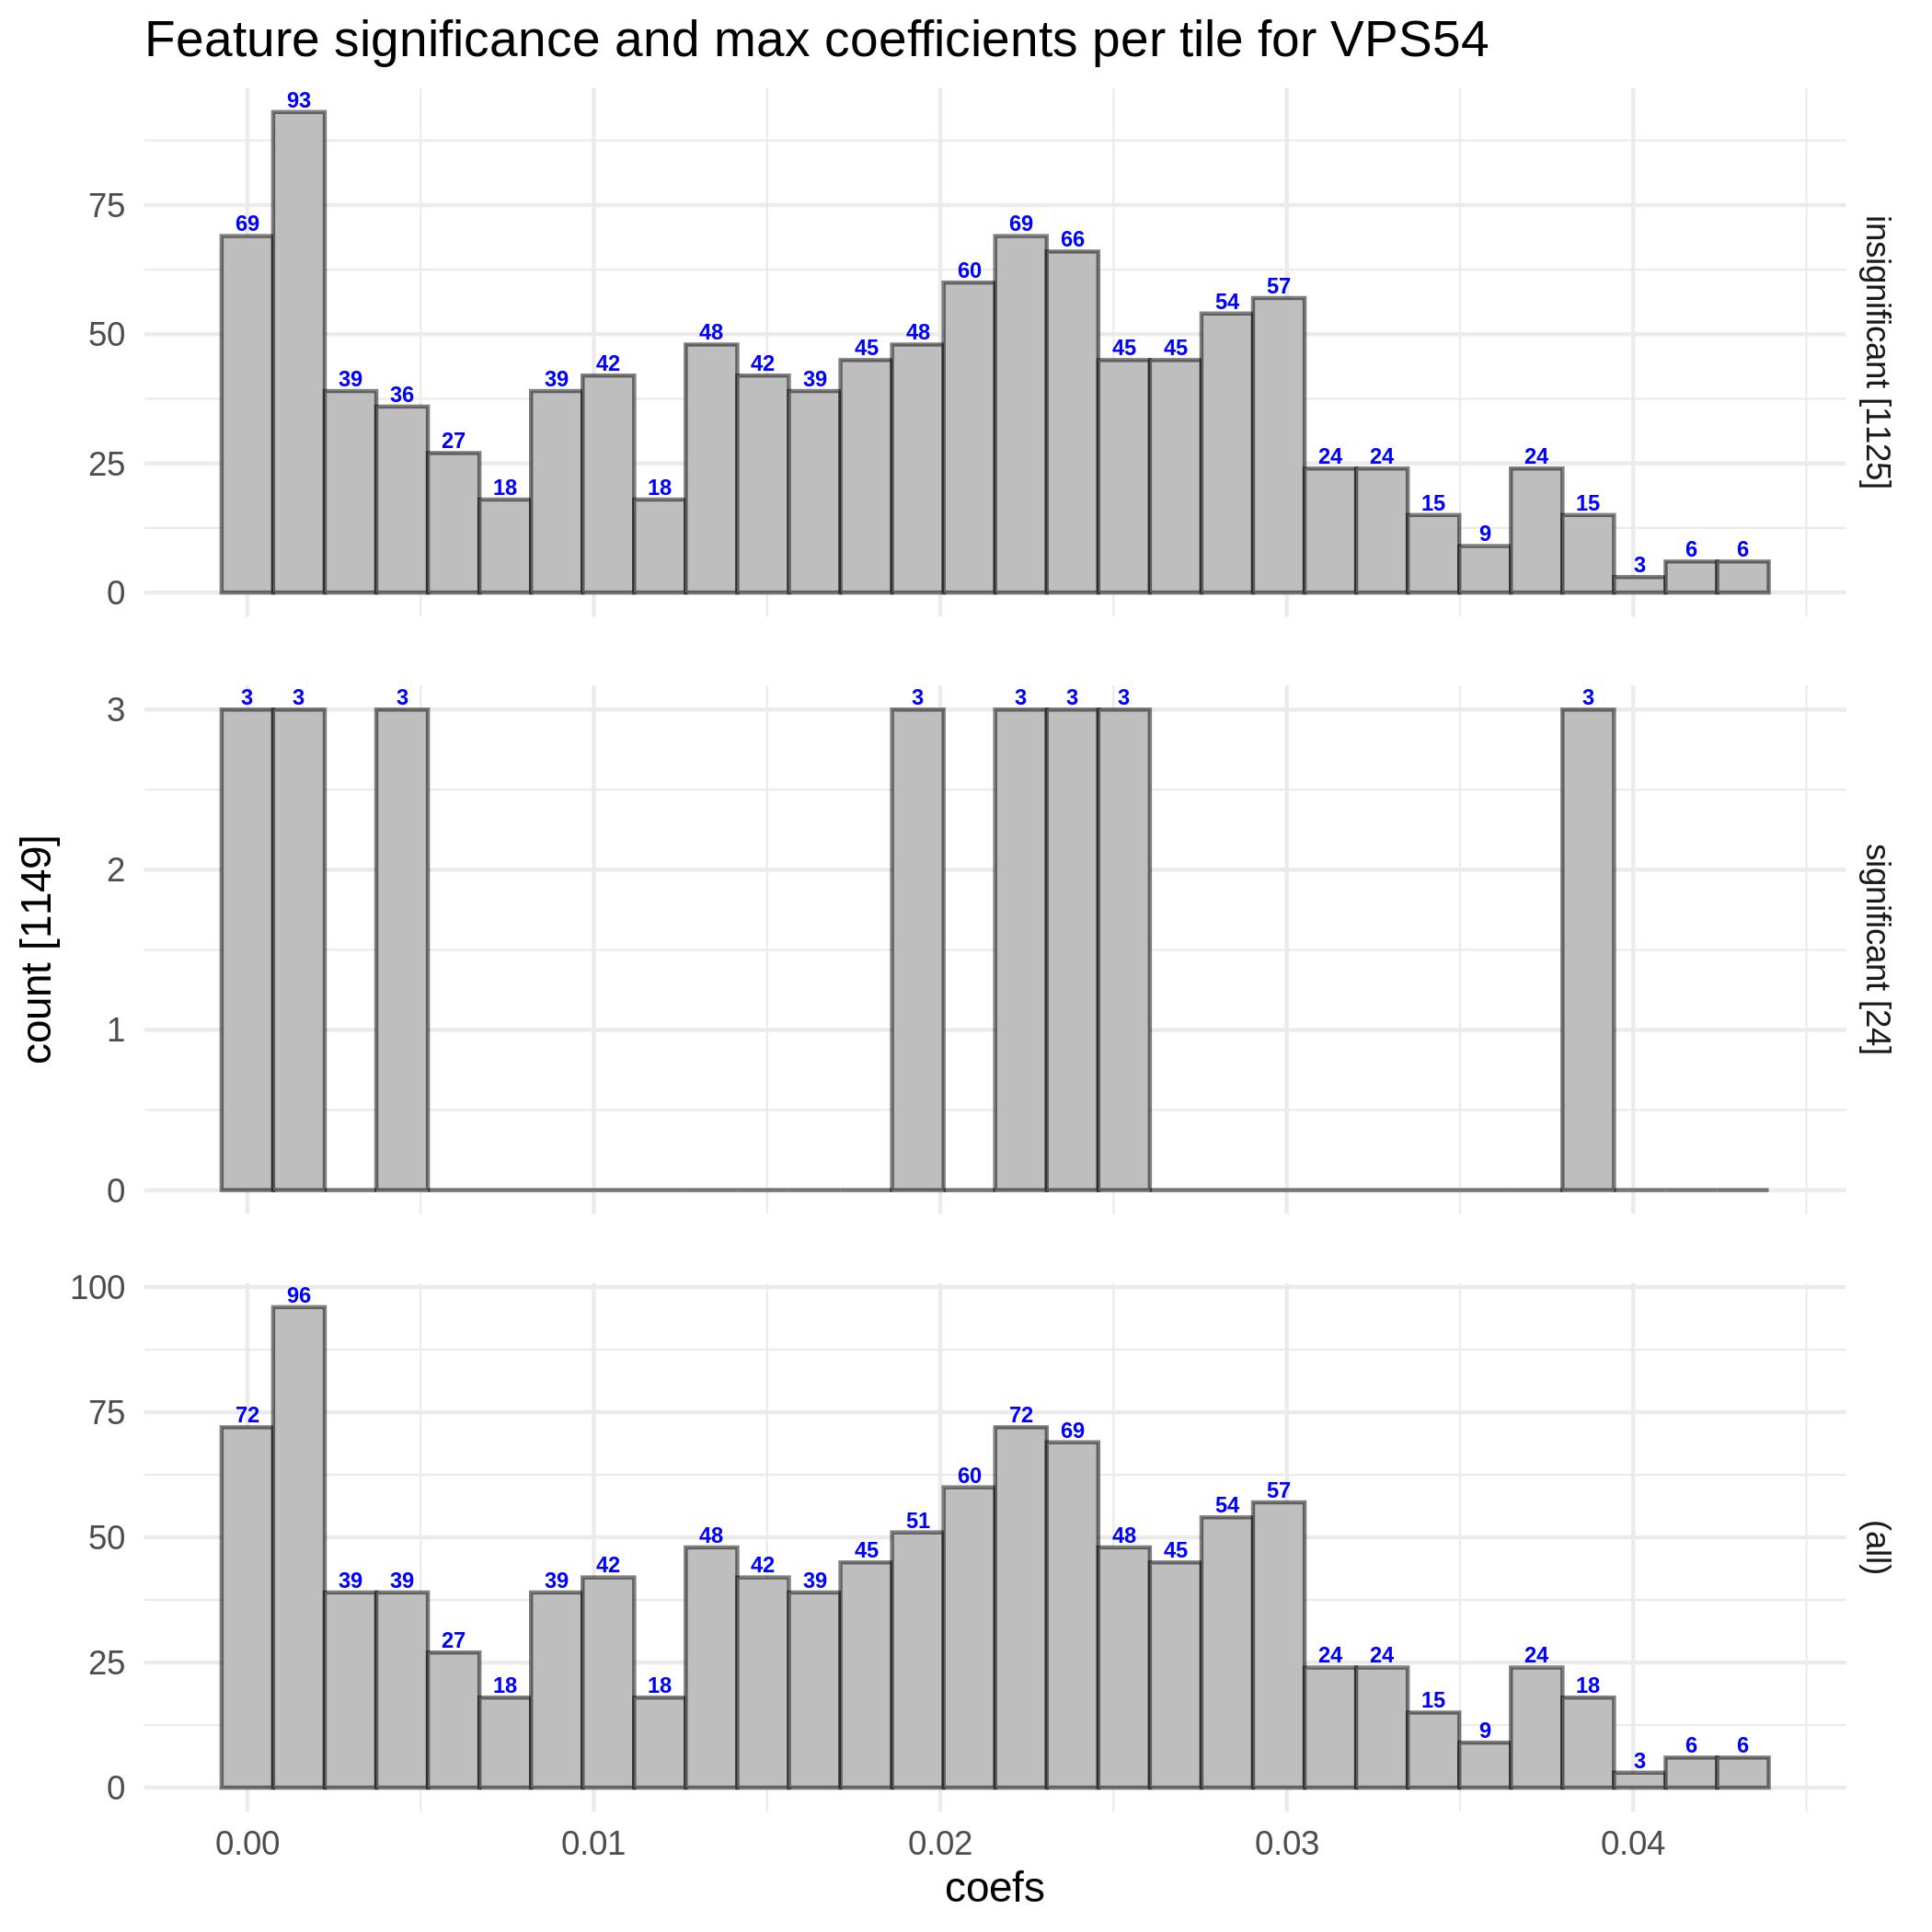 Feature significance and max coefficients per tile for VPS54
count [1149]
insignificant [1125]
75
50
25
0
69 93 39 36 27 18 39 42 18 48 42 39 45 48 60 69 66 45 45 54 57 24 24 15 9 24 15 3 6 6
significant [24]
3
2
1
0
3 3 3 3 3 3 3 3
(all)
100
75
50
25
0
72 96 39 39 27 18 39 42 18 48 42 39 45 51 60 72 69 48 45 54 57 24 24 15 9 24 18 3 6 6
0.00 0.01 0.02 0.03 0.04
coefs